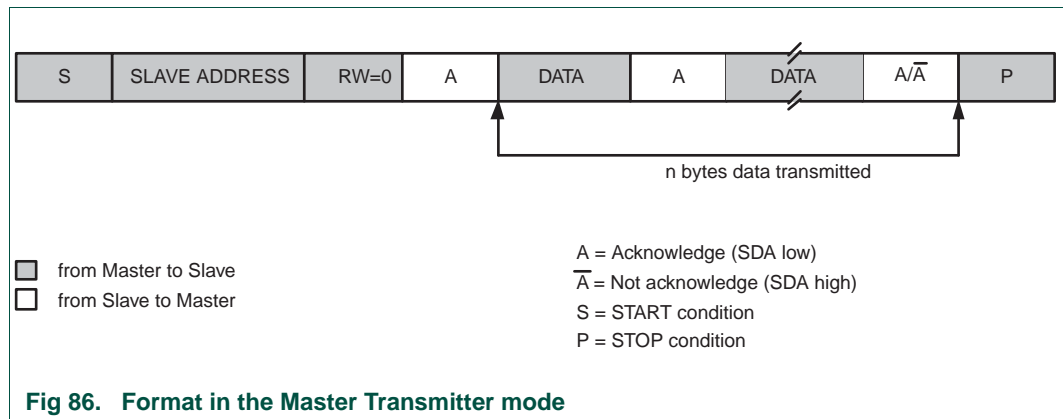 S SLAVE ADDRESS RW=0 A DATA A DATA A/A̅ P
n bytes data transmitted
from Master to Slave
from Slave to Master
A = Acknowledge (SDA low)
A̅ = Not acknowledge (SDA high)
S = START condition
P = STOP condition
Fig 86. Format in the Master Transmitter mode